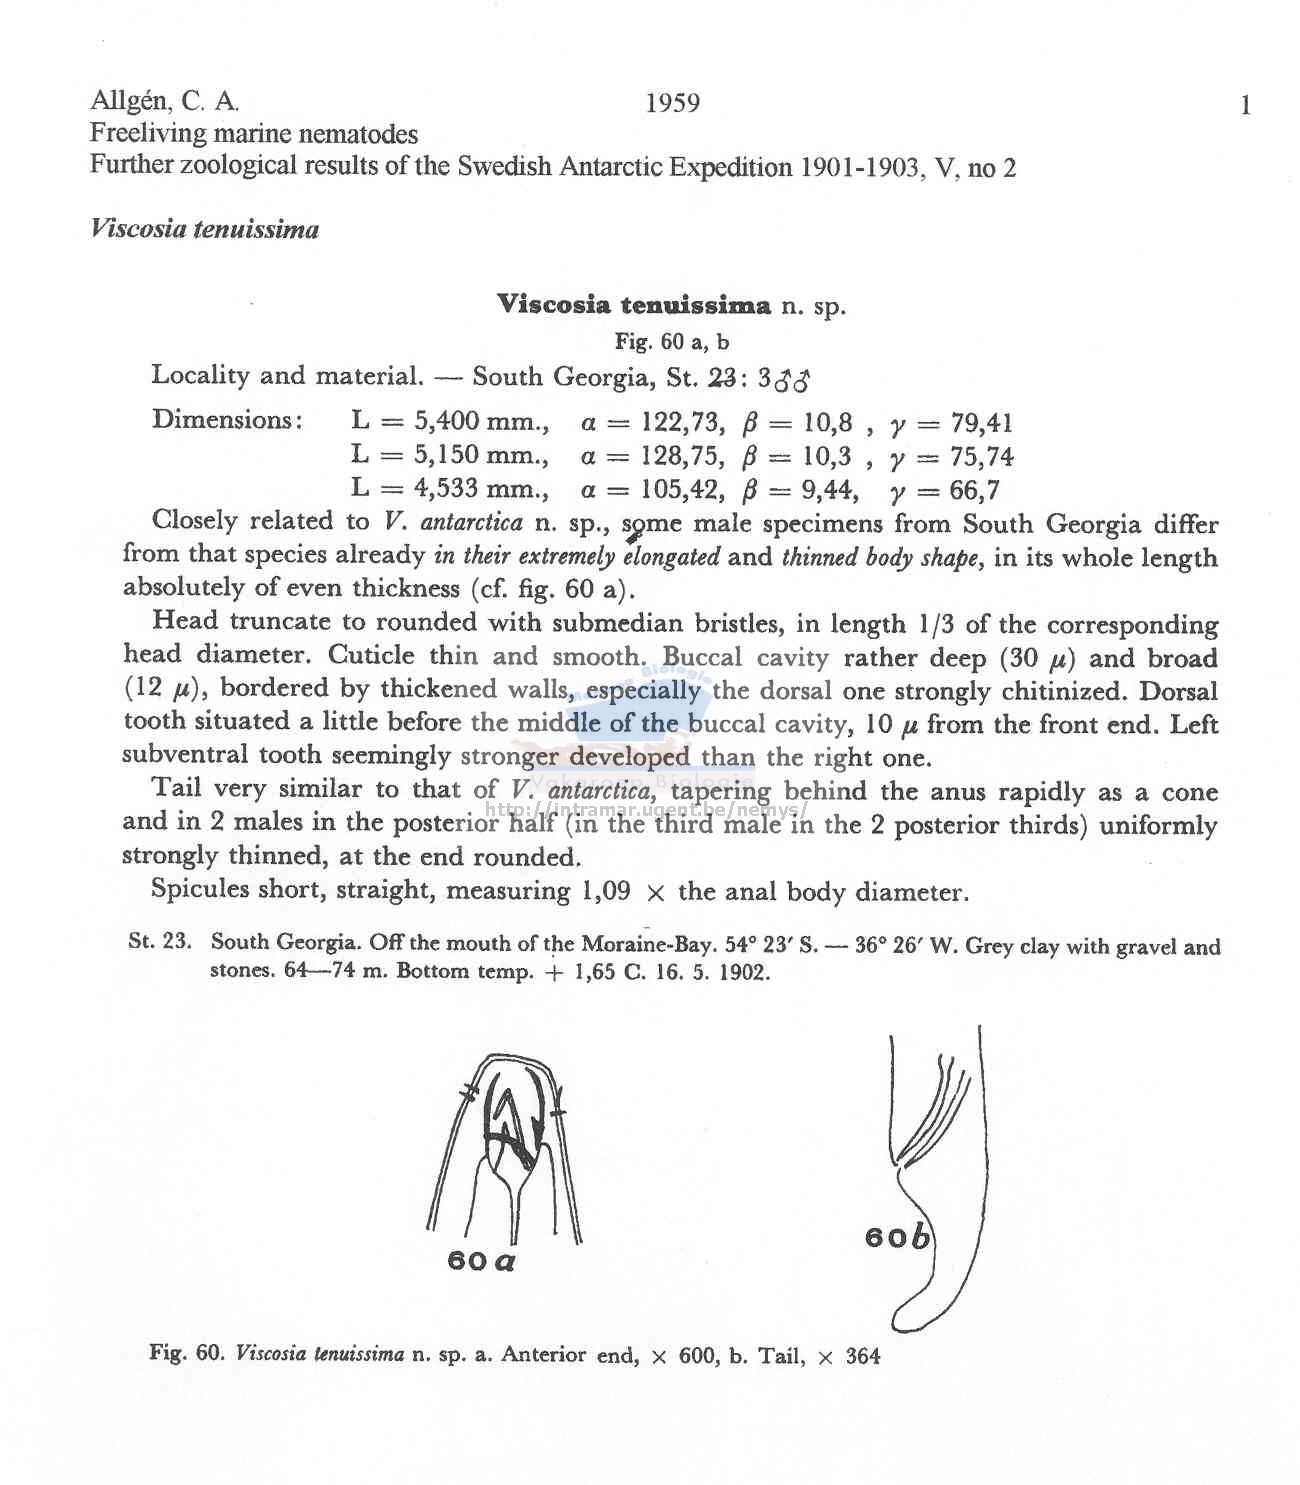 Allgén, C. A. 1959 1
Freeliving marine nematodes
Further zoological results of the Swedish Antarctic Expedition 1901-1903, V, no 2
Viscosia tenuissima
Viscosia tenuissima n. sp.
Fig. 60 a, b
Locality and material. — South Georgia, St. 23: 3♂♂
Dimensions: L = 5,400 mm., α = 122,73, β = 10,8 , γ = 79,41
L = 5,150 mm., α = 128,75, β = 10,3 , γ = 75,74
L = 4,533 mm., α = 105,42, β = 9,44, γ = 66,7
Closely related to V. antarctica n. sp., some male specimens from South Georgia differ
from that species already in their extremely elongated and thinned body shape, in its whole length
absolutely of even thickness (cf. fig. 60 a).
Head truncate to rounded with submedian bristles, in length 1/3 of the corresponding
head diameter. Cuticle thin and smooth. Buccal cavity rather deep (30 μ) and broad
(12 μ), bordered by thickened walls, especially the dorsal one strongly chitinized. Dorsal
tooth situated a little before the middle of the buccal cavity, 10 μ from the front end. Left
subventral tooth seemingly stronger developed than the right one.
Vakgroep Biologie
Tail very similar to that of V. antarctica, tapering behind the anus rapidly as a cone
http://intramar.ugent.be/nemys/
and in 2 males in the posterior half (in the third male in the 2 posterior thirds) uniformly
strongly thinned, at the end rounded.
Spicules short, straight, measuring 1,09 × the anal body diameter.
St. 23. South Georgia. Off the mouth of the Moraine-Bay. 54° 23′ S. — 36° 26′ W. Grey clay with gravel and
stones. 64—74 m. Bottom temp. + 1,65 C. 16. 5. 1902.
60 a
60b
Fig. 60. Viscosia tenuissima n. sp. a. Anterior end, × 600, b. Tail, × 364